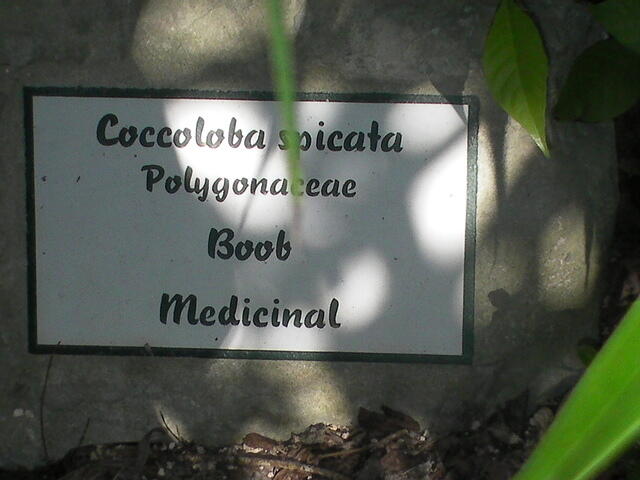 Coccoloba spicata
Polygonaceae
Boob
Medicinal